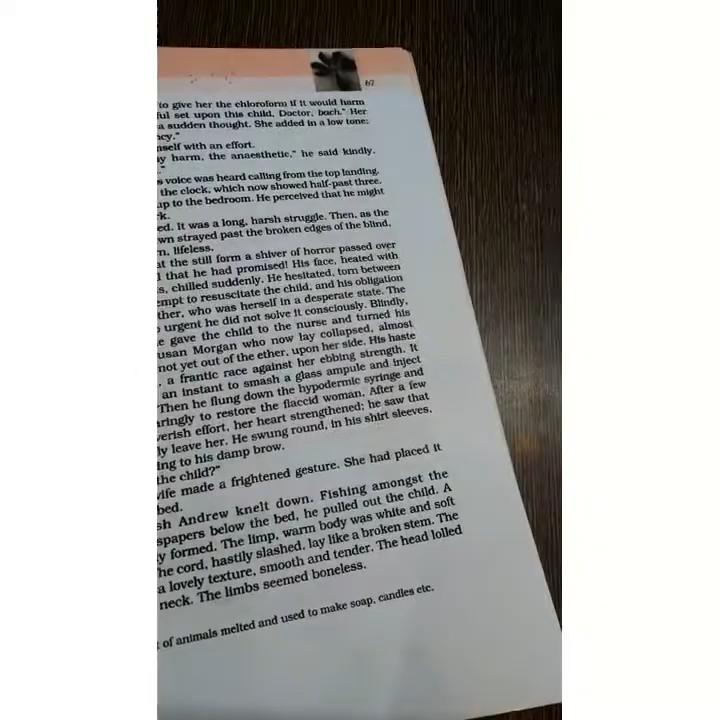 67
to give her the chloroform if it would harm
ful set upon this child, Doctor, bach." Her
a sudden thought. She added in a low tone:
cy."
nself with an effort.
y harm, the anaesthetic," he said kindly.
"
s voice was heard calling from the top landing.
the clock, which now showed half-past three.
up to the bedroom. He perceived that he might
k.
ed. It was a long, harsh struggle. Then, as the
wn strayed past the broken edges of the blind,
n, lifeless.
at the still form a shiver of horror passed over
l that he had promised! His face, heated with
s, chilled suddenly. He hesitated, torn between
empt to resuscitate the child, and his obligation
ther, who was herself in a desperate state. The
urgent he did not solve it consciously. Blindly,
e gave the child to the nurse and turned his
usan Morgan who now lay collapsed, almost
not yet out of the ether, upon her side. His haste
, a frantic race against her ebbing strength. It
an instant to smash a glass ampule and inject
Then he flung down the hypodermic syringe and
aringly to restore the flaccid woman. After a few
verish effort, her heart strengthened; he saw that
ly leave her. He swung round, in his shirt sleeves,
ing to his damp brow.
the child?"
ife made a frightened gesture. She had placed it
bed.
sh Andrew knelt down. Fishing amongst the
spapers below the bed, he pulled out the child. A
y formed. The limp, warm body was white and soft
he cord, hastily slashed, lay like a broken stem. The
a lovely texture, smooth and tender. The head lolled
neck. The limbs seemed boneless.
t of animals melted and used to make soap, candles etc.